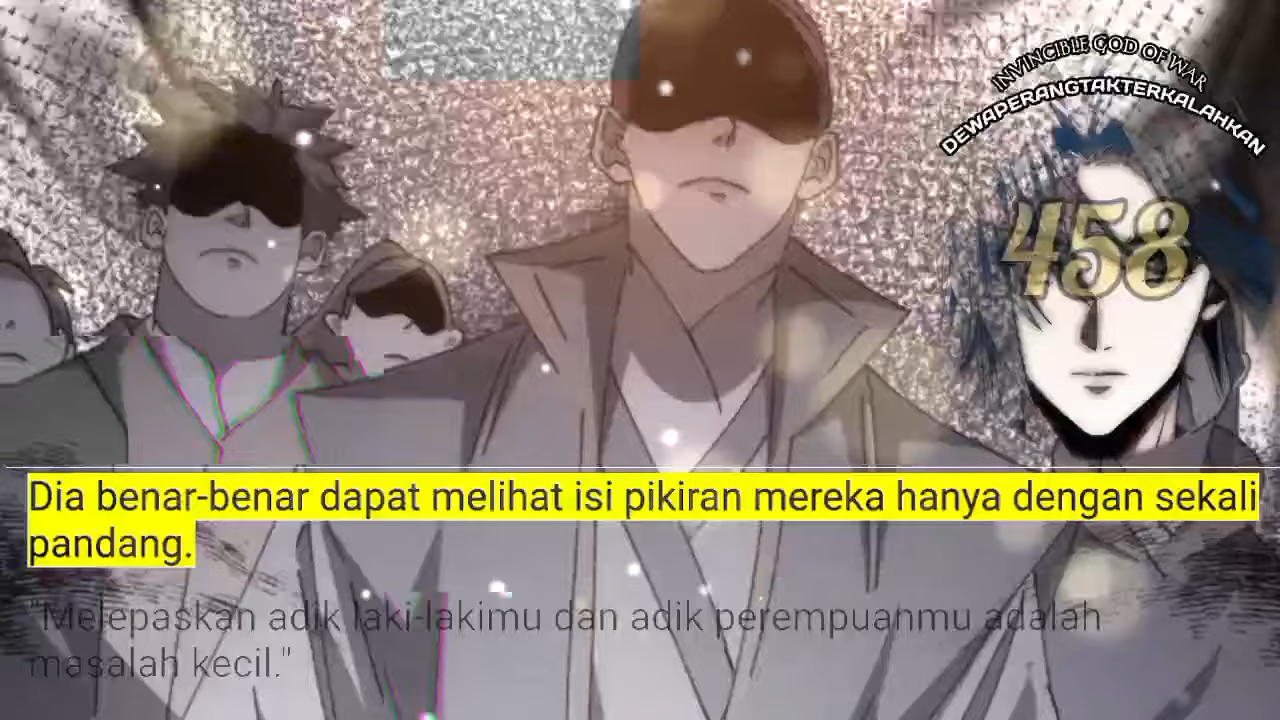 INVINCIBLE GOD OF WAR
DEWAPERANGTAKTERKALAHKAN
458
Dia benar-benar dapat melihat isi pikiran mereka hanya dengan sekali
pandang.
"Melepaskan adik laki-lakimu dan adik perempuanmu adalah
masalah kecil."